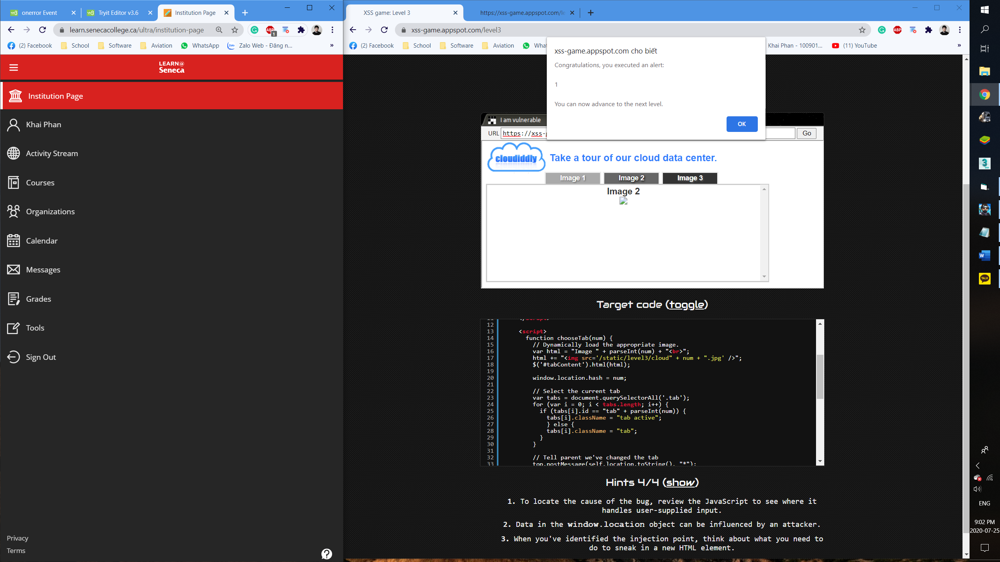 onerror Event
Tryit Editor v3.6
Institution Page
learn.senecacollege.ca/ultra/institution-page
ABP
1
(2) Facebook
School
Software
Aviation
WhatsApp
Zalo Web - Đăng n...
»
LEARN@
Seneca
Institution Page
Khai Phan
Activity Stream
Courses
Organizations
Calendar
Messages
Grades
Tools
Sign Out
Privacy
Terms
XSS game: Level 3
https://xss-game.appspot.com/le
xss-game.appspot.com/level3
ABP
(2) Facebook
School
Software
Aviation
Khai Phan - 100901...
(11) YouTube
»
xss-game.appspot.com cho biết
Congratulations, you executed an alert:
1
You can now advance to the next level.
OK
I am vulnerable
URL
https://xss-
Go
cloudiddly
Take a tour of our cloud data center.
Image 1
Image 2
Image 3
Image 2
Target code (toggle)
12
13 <script>
14 function chooseTab(num) {
15 // Dynamically load the appropriate image.
16 var html = "Image " + parseInt(num) + "<br>";
17 html += "<img src='/static/level3/cloud" + num + ".jpg' />";
18 $('#tabContent').html(html);
19
20 window.location.hash = num;
21
22 // Select the current tab
23 var tabs = document.querySelectorAll('.tab');
24 for (var i = 0; i < tabs.length; i++) {
25 if (tabs[i].id == "tab" + parseInt(num)) {
26 tabs[i].className = "tab active";
27 } else {
28 tabs[i].className = "tab";
29 }
30 }
31
32 // Tell parent we've changed the tab
33 top.postMessage(self.location.toString(), "*");
Hints 4/4 (show)
1. To locate the cause of the bug, review the JavaScript to see where it
handles user-supplied input.
2. Data in the window.location object can be influenced by an attacker.
3. When you've identified the injection point, think about what you need to
do to sneak in a new HTML element.
TALK
ENG
9:02 PM
2020-07-25